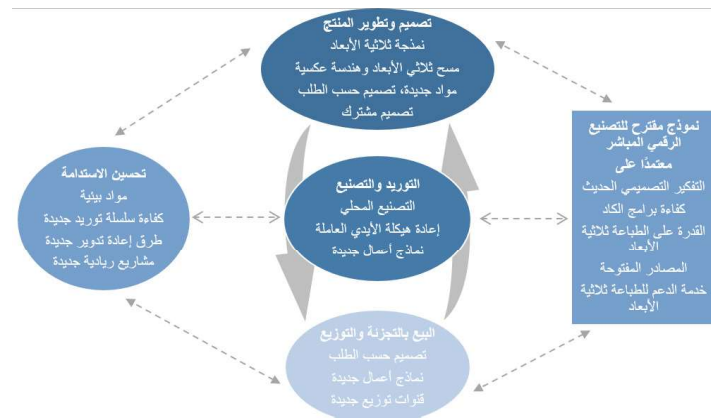 تصميم وتطوير المنتج
نمذجة ثلاثية الأبعاد
مسح ثلاثي الأبعاد وهندسة عكسية
مواد جديدة، تصميم حسب الطلب
تصميم مشترك
نموذج مقترح للتصنيع
الرقمي المباشر
معتمدًا على
التفكير التصميمي الحديث
كفاءة برامج الكاد
القدرة على الطباعة ثلاثية
الأبعاد
المصادر المفتوحة
خدمة الدعم للطباعة ثلاثية
الأبعاد
التوريد والتصنيع
التصنيع المحلي
إعادة هيكلة الأيدي العاملة
نماذج أعمال جديدة
تحسين الاستدامة
مواد بيئية
كفاءة سلسلة توريد جديدة
طرق إعادة تدوير جديدة
مشاريع ريادية جديدة
البيع بالتجزئة والتوزيع
تصميم حسب الطلب
نماذج أعمال جديدة
قنوات توزيع جديدة